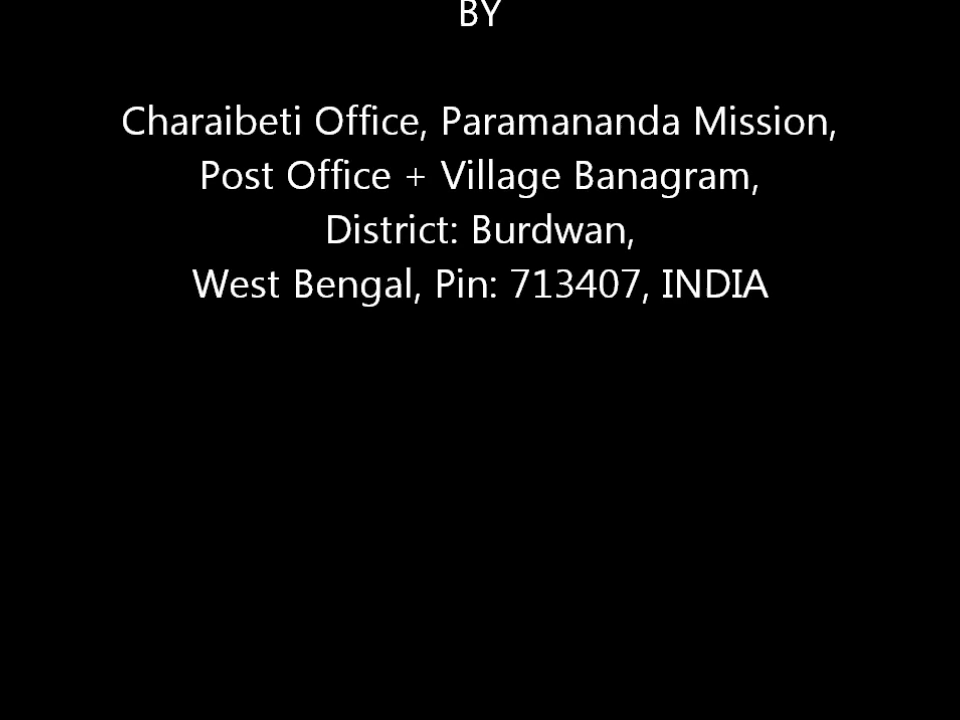 BY
Charaibeti Office, Paramananda Mission,
Post Office + Village Banagram,
District: Burdwan,
West Bengal, Pin: 713407, INDIA